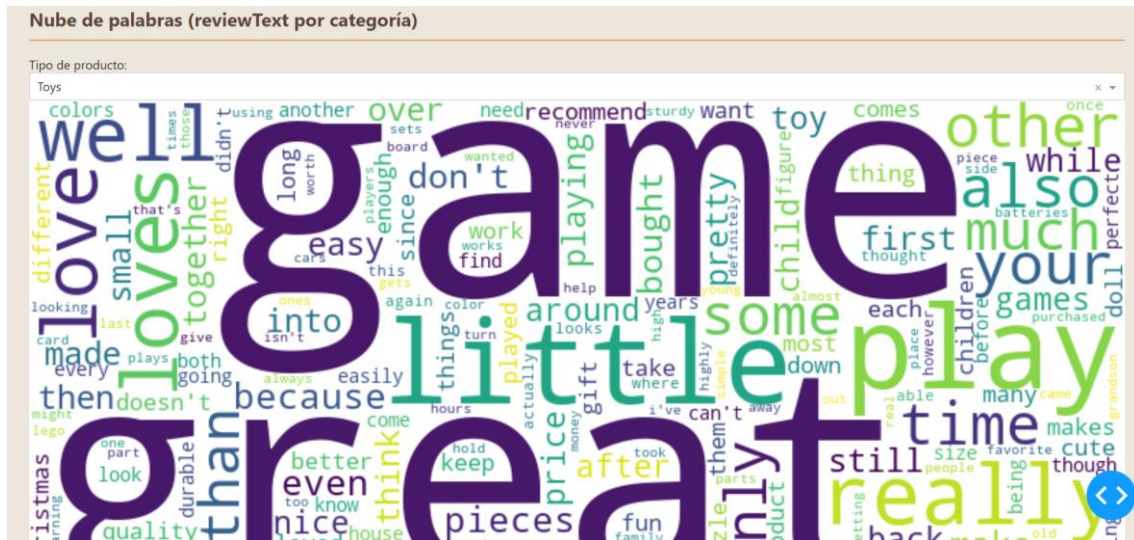 Nube de palabras (reviewText por categoría)
Tipo de producto:
Toys
colors
times
those
didn't
using another
over
need
recommend
sturdy
want
toy
comes
other
once
well
game
sets
never
board
wanted
piece
side
while
love
different
that's
small
loves
together
right
long
worth
players
enough
since
don't
playing
bought
pretty
definitely
child
figure
thing
also
batteries
much
easy
cars
work
works
find
first
thought
your
looking
last
card
give
ones
isn't
into
this
gets
again
color
help
around
years
high
young
some
almost
each
children
before
games
purchased
doll
made
every
plays
both
going
always
easily
little
things
turn
played
looks
actually
gift
take
where
highly
simple
most
down
play
place
however
then
doesn't
because
hours
i've
can't
away
out
real
able
many
came
grandson
might
lego
one
part
look
than
great
come
think
price
money
after
took
them
parts
time
makes
durable
better
even
hold
keep
still
people
size
favorite
cute
though
quality
nice
too
know
house
pieces
fun
family
really
being
old